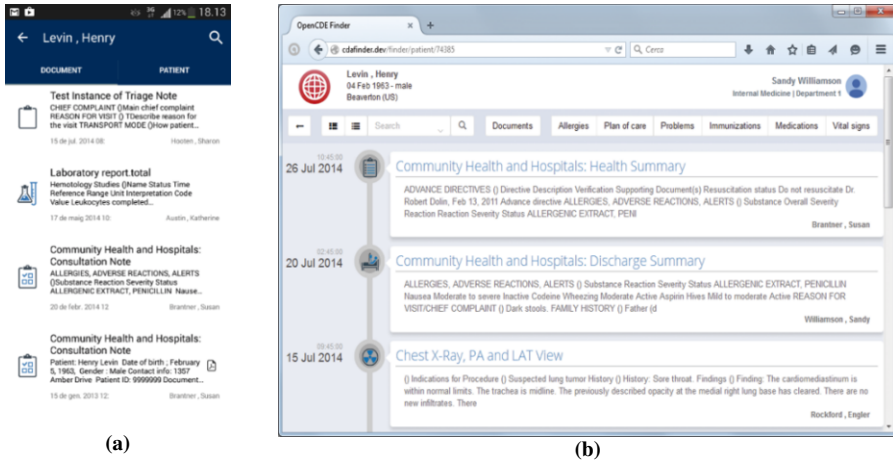 12% 18.13
Levin , Henry
DOCUMENT PATIENT
Test Instance of Triage Note
CHIEF COMPLAINT ()Main chief complaint
REASON FOR VISIT () TDescribe reason for
the visit TRANSPORT MODE ()How patient...
15 de jul. 2014 08: Hooten , Sharon
Laboratory report.total
Hemotology Studies ()Name Status Time
Reference Range Unit Interpretation Code
Value Leukocytes completed...
17 de maig 2014 10: Austin , Katherine
Community Health and Hospitals:
Consultation Note
ALLERGIES, ADVERSE REACTIONS, ALERTS
()Substance Reaction Severity Status
ALLERGENIC EXTRACT, PENICILLIN Nause...
20 de febr. 2014 12 Brantner , Susan
Community Health and Hospitals:
Consultation Note
Patient: Henry Levin Date of birth : February
5, 1963, Gender : Male Contact info: 1357
Amber Drive Patient ID: 9999999 Document...
15 de gen. 2013 12: Brantner , Susan
(a)
OpenCDE Finder × +
cdafinder.dev/finder/patient/74385 Cerca
Levin , Henry
04 Feb 1963 - male
Beaverton (US)
Sandy Williamson
Internal Medicine | Department 1
Search Documents Allergies Plan of care Problems Immunizations Medications Vital signs
10:45:00
26 Jul 2014
Community Health and Hospitals: Health Summary
ADVANCE DIRECTIVES () Directive Description Verification Supporting Document(s) Resuscitation status Do not resuscitate Dr.
Robert Dolin, Feb 13, 2011 Advance directive ALLERGIES, ADVERSE REACTIONS, ALERTS () Substance Overall Severity
Reaction Reaction Severity Status ALLERGENIC EXTRACT, PENI
Brantner , Susan
02:45:00
20 Jul 2014
Community Health and Hospitals: Discharge Summary
ALLERGIES, ADVERSE REACTIONS, ALERTS () Substance Reaction Severity Status ALLERGENIC EXTRACT, PENICILLIN
Nausea Moderate to severe Inactive Codeine Wheezing Moderate Active Aspirin Hives Mild to moderate Active REASON FOR
VISIT/CHIEF COMPLAINT () Dark stools. FAMILY HISTORY () Father (d
Williamson , Sandy
09:45:00
15 Jul 2014
Chest X-Ray, PA and LAT View
() Indications for Procedure () Suspected lung tumor History () History: Sore throat. Findings () Finding: The cardiomediastinum is
within normal limits. The trachea is midline. The previously described opacity at the medial right lung base has cleared. There are no
new infiltrates. There
Rockford , Engler
(b)